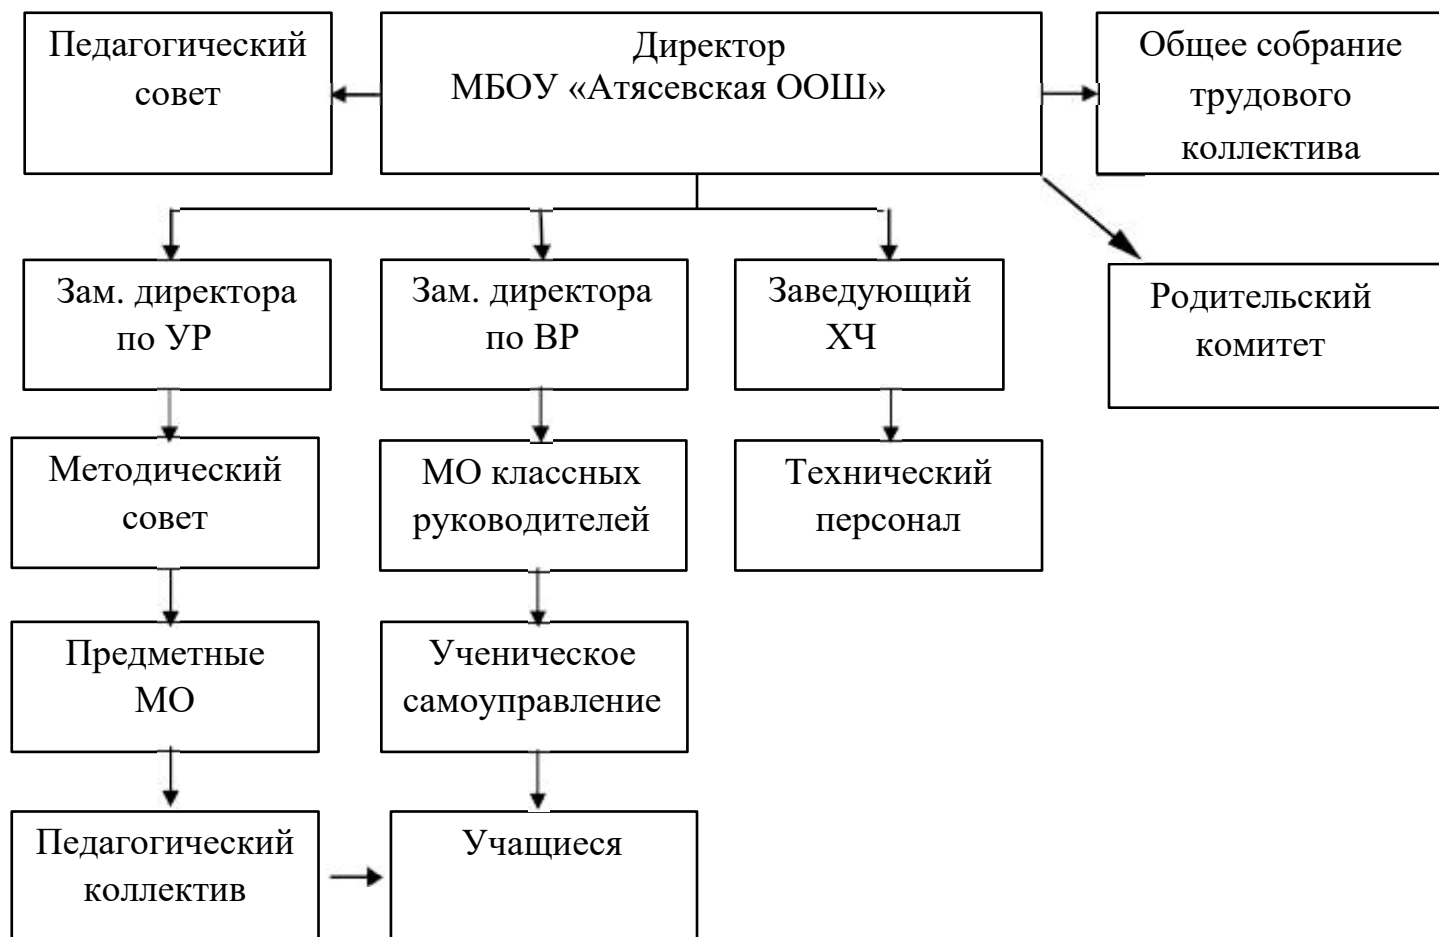 Педагогический
совет
Директор
МБОУ «Атясевская ООШ»
Общее собрание
трудового
коллектива
Зам. директора
по УР
Зам. директора
по ВР
Заведующий
ХЧ
Родительский
комитет
Методический
совет
МО классных
руководителей
Технический
персонал
Предметные
МО
Ученическое
самоуправление
Педагогический
коллектив
Учащиеся